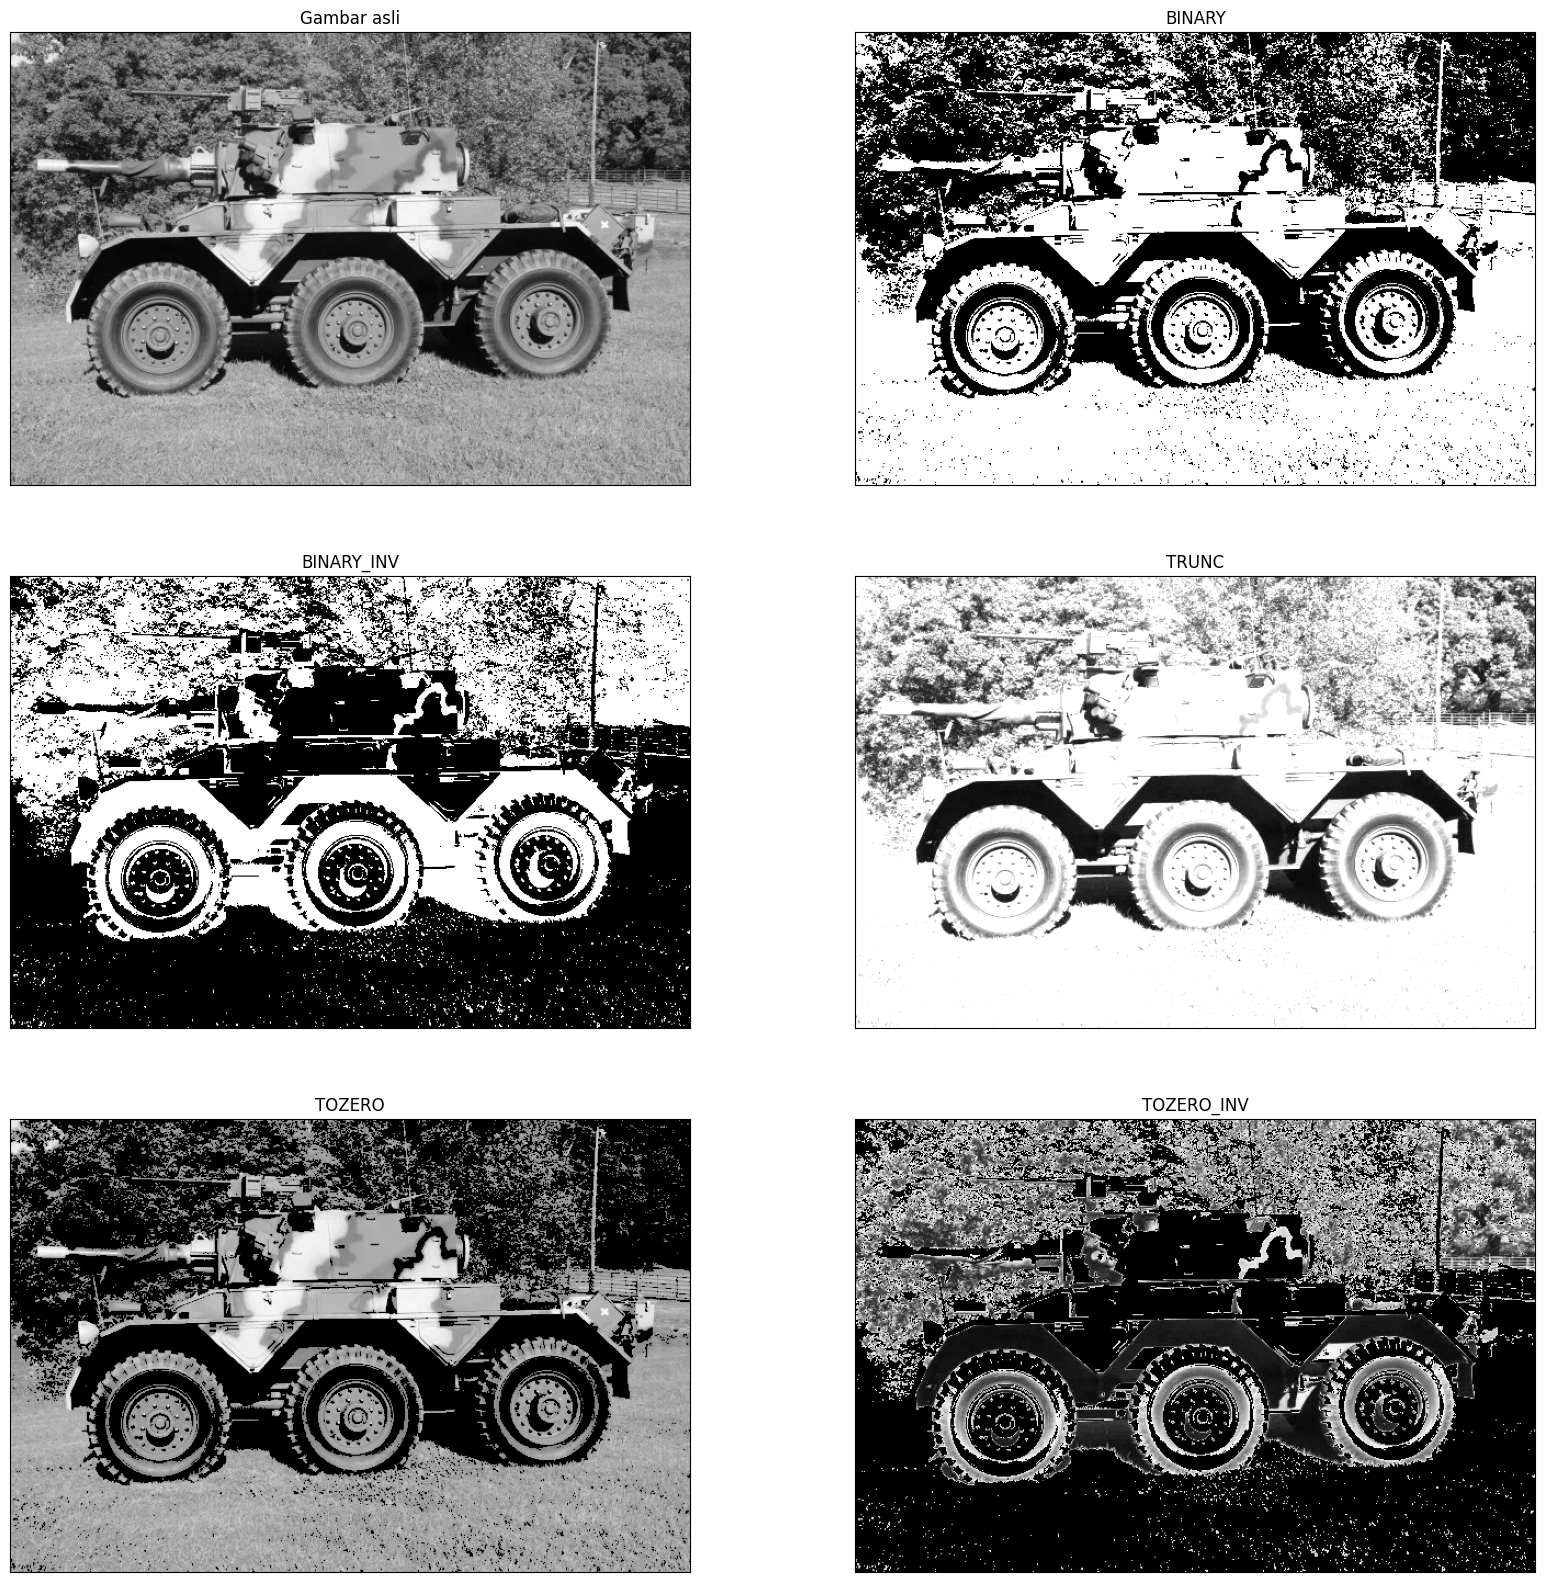 Gambar asli
BINARY
BINARY_INV
TRUNC
TOZERO
TOZERO_INV